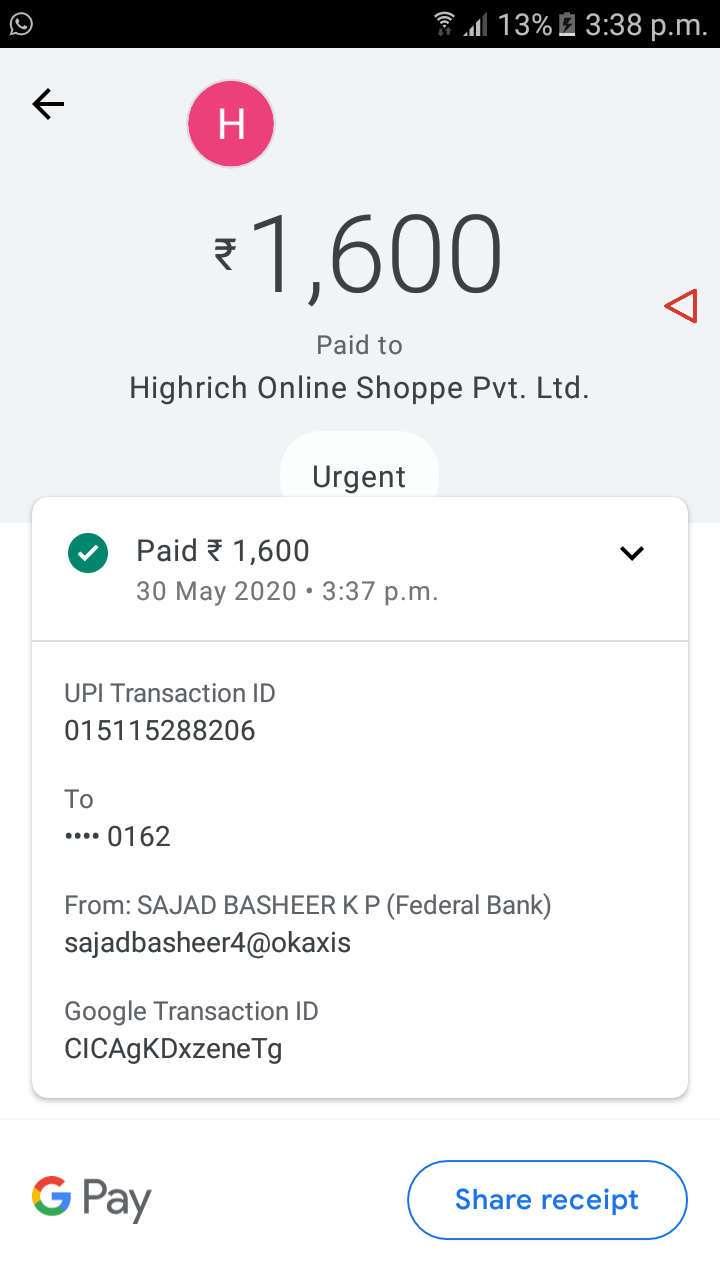 13% 3:38 p.m.
H
₹1,600
Paid to
Highrich Online Shoppe Pvt. Ltd.
Urgent
Paid ₹ 1,600
30 May 2020 • 3:37 p.m.
UPI Transaction ID
015115288206
To
•••• 0162
From: SAJAD BASHEER K P (Federal Bank)
sajadbasheer4@okaxis
Google Transaction ID
CICAgKDxzeneTg
G Pay
Share receipt